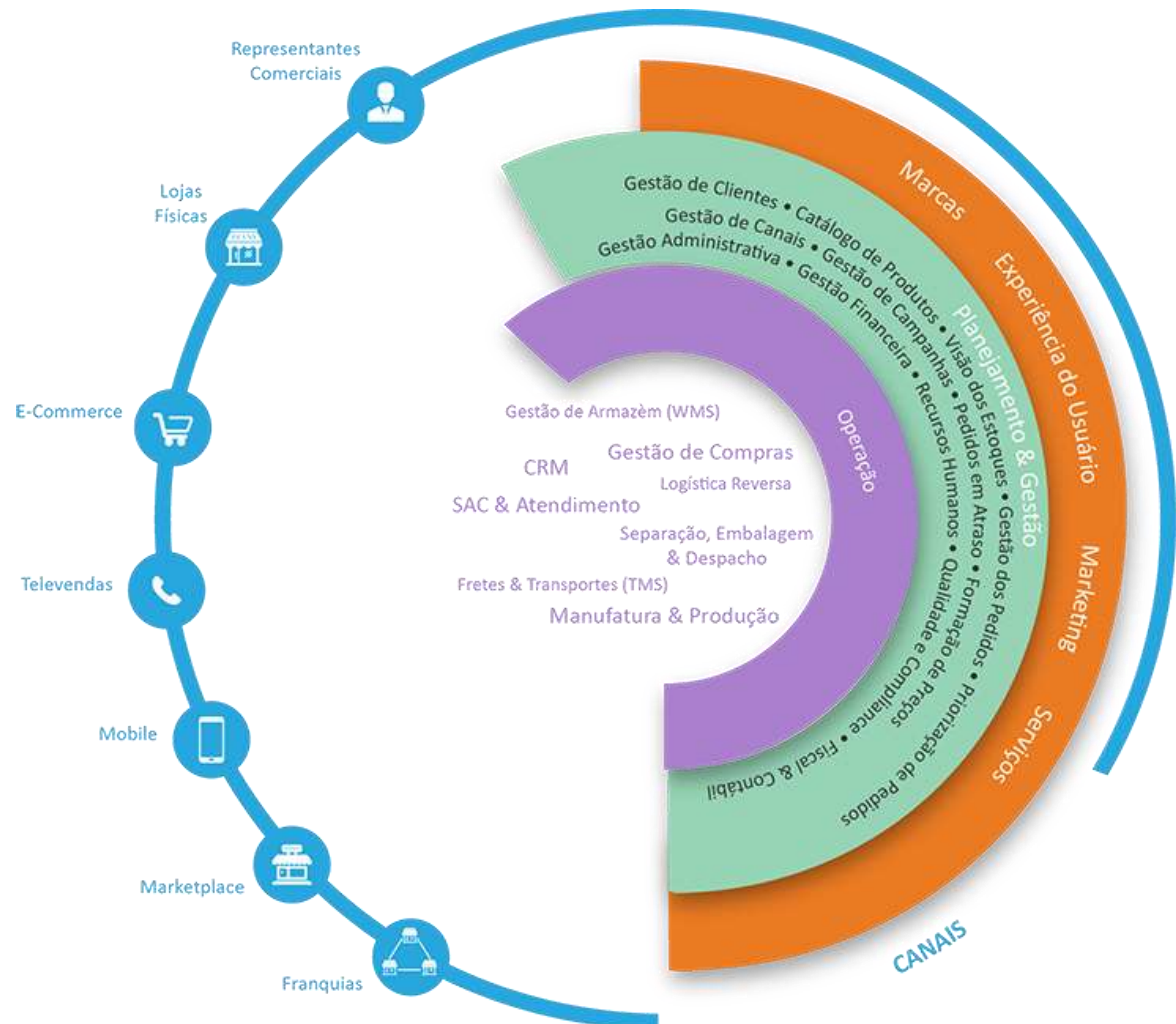 Representantes
Comerciais
Lojas
Físicas
E-Commerce
Televendas
Mobile
Marketplace
Franquias
CANAIS
Marcas
Experiência do Usuário
Marketing
Serviços
Planejamento & Gestão
Gestão de Clientes • Catálogo de Produtos • Visão dos Estoques • Gestão dos Pedidos • Priorização de Pedidos
Gestão de Canais • Gestão de Campanhas • Pedidos em Atraso • Formação de Preços
Gestão Administrativa • Gestão Financeira • Recursos Humanos • Qualidade e Compliance • Fiscal & Contábil
Operação
Gestão de Armazèm (WMS)
Gestão de Compras
CRM
Logística Reversa
SAC & Atendimento
Separação, Embalagem
& Despacho
Fretes & Transportes (TMS)
Manufatura & Produção